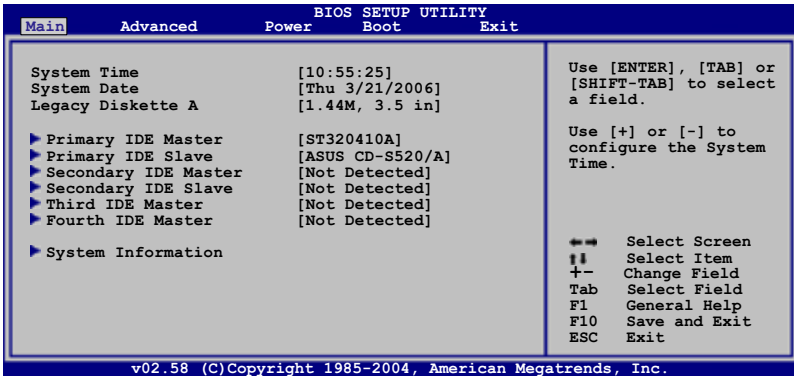 BIOS SETUP UTILITY
Main Advanced Power Boot Exit
System Time [10:55:25]
System Date [Thu 3/21/2006]
Legacy Diskette A [1.44M, 3.5 in]
Primary IDE Master [ST320410A]
Primary IDE Slave [ASUS CD-S520/A]
Secondary IDE Master [Not Detected]
Secondary IDE Slave [Not Detected]
Third IDE Master [Not Detected]
Fourth IDE Master [Not Detected]
System Information
Use [ENTER], [TAB] or
[SHIFT-TAB] to select
a field.
Use [+] or [-] to
configure the System
Time.
←→ Select Screen
↑↓ Select Item
+- Change Field
Tab Select Field
F1 General Help
F10 Save and Exit
ESC Exit
v02.58 (C)Copyright 1985-2004, American Megatrends, Inc.